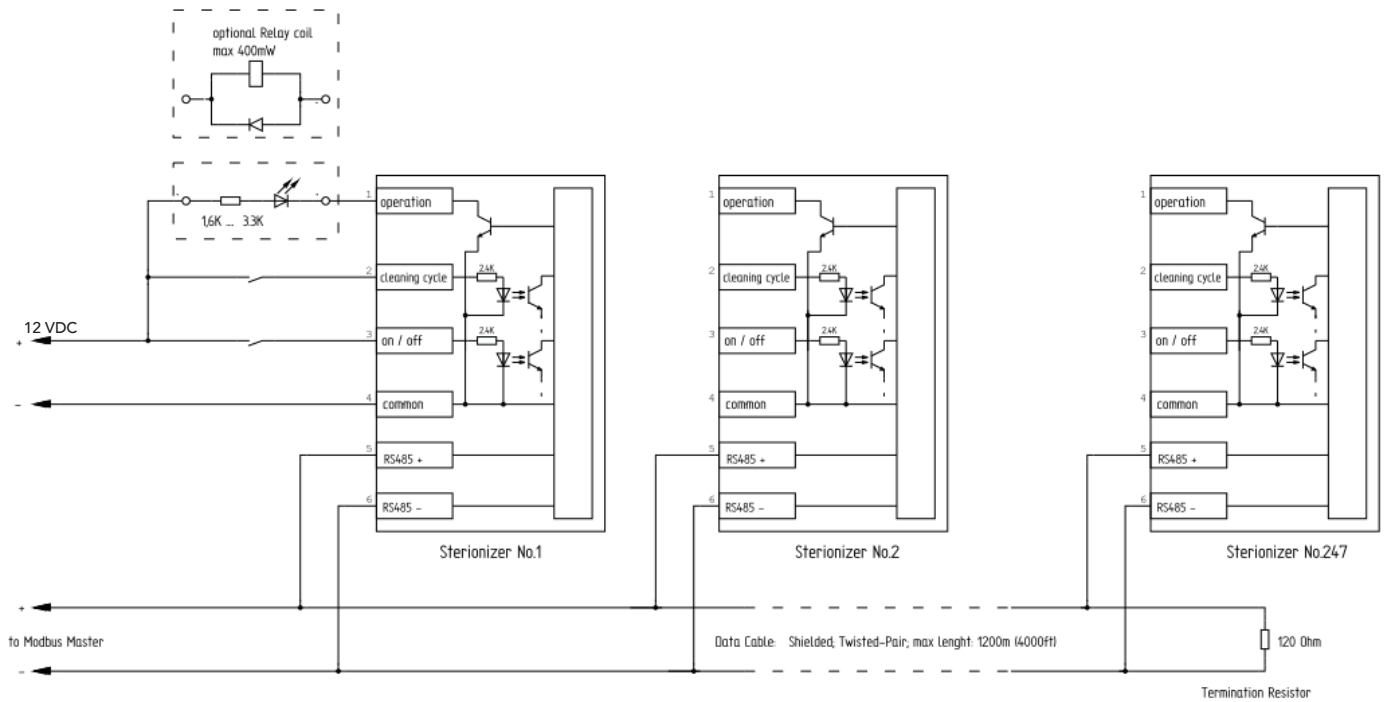 optional Relay coil
max 400mW
1,6K ... 3.3K
12 VDC
+
-
1
operation
2
cleaning cycle
2.4K
3
on / off
2.4K
4
common
5
RS485 +
6
RS485 -
Sterionizer No.1
1
operation
2
cleaning cycle
2.4K
3
on / off
2.4K
4
common
5
RS485 +
6
RS485 -
Sterionizer No.2
1
operation
2
cleaning cycle
2.4K
3
on / off
2.4K
4
common
5
RS485 +
6
RS485 -
Sterionizer No.247
+
to Modbus Master
-
Data Cable: Shielded; Twisted-Pair; max lenght: 1200m (4000ft)
120 Ohm
Termination Resistor